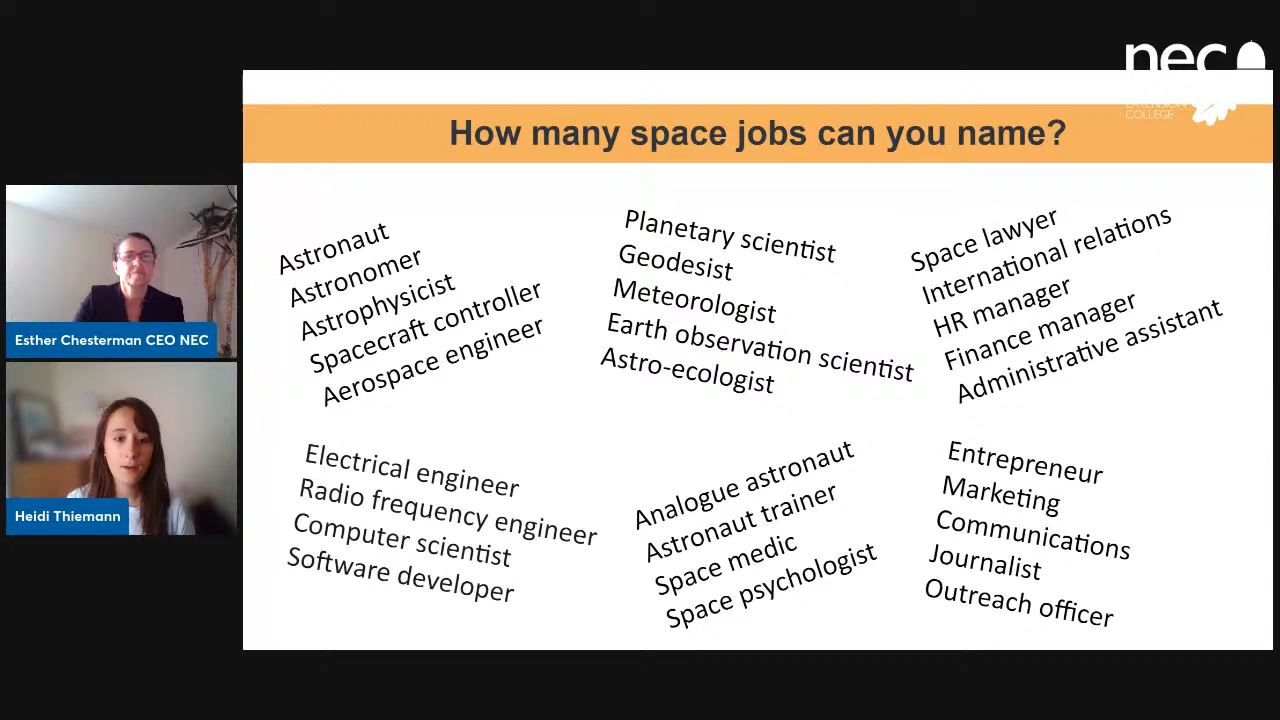 nec
EXTENSION
COLLEGE
How many space jobs can you name?
Astronaut
Astronomer
Astrophysicist
Spacecraft controller
Aerospace engineer
Planetary scientist
Geodesist
Meteorologist
Earth observation scientist
Astro-ecologist
Space lawyer
International relations
HR manager
Finance manager
Administrative assistant
Electrical engineer
Radio frequency engineer
Computer scientist
Software developer
Analogue astronaut
Astronaut trainer
Space medic
Space psychologist
Entrepreneur
Marketing
Communications
Journalist
Outreach officer
Esther Chesterman CEO NEC
Heidi Thiemann